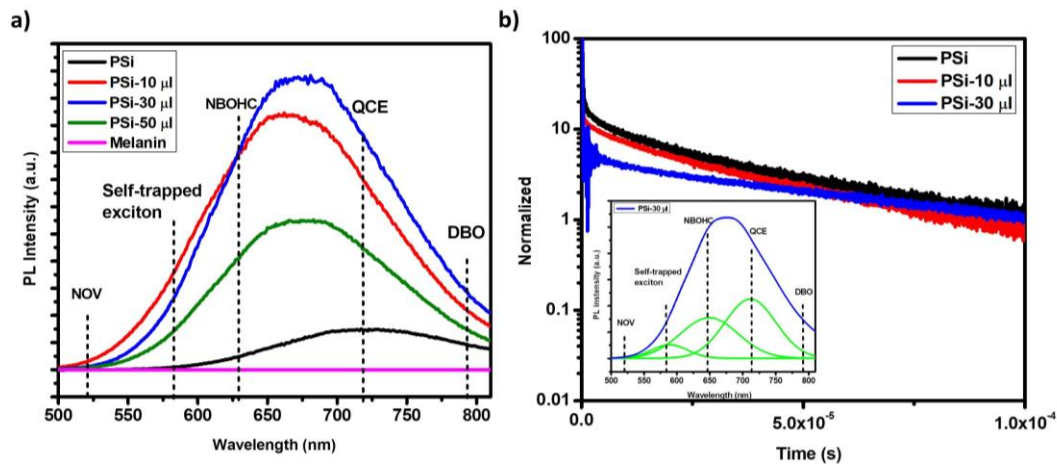 a)
PSi
PSi-10 μl
PSi-30 μl
PSi-50 μl
Melanin
NBOHC
QCE
Self-trapped
exciton
DBO
NOV
PL Intensity (a.u.)
500 550 600 650 700 750 800
Wavelength (nm)
b)
100
10
1
0.1
0.01
Normalized
PSi
PSi-10 μl
PSi-30 μl
PSi-30 μl
NBOHC
QCE
Self-trapped
exciton
DBO
NOV
PL instensity (a.u.)
500 550 600 650 700 750 800
Wavelength (nm)
0.0 5.0x10-5 1.0x10-4
Time (s)